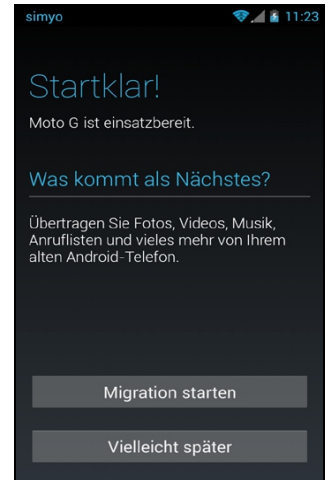 simyo 11:23
Startklar!
Moto G ist einsatzbereit.
Was kommt als Nächstes?
Übertragen Sie Fotos, Videos, Musik,
Anruflisten und vieles mehr von Ihrem
alten Android-Telefon.
Migration starten
Vielleicht später